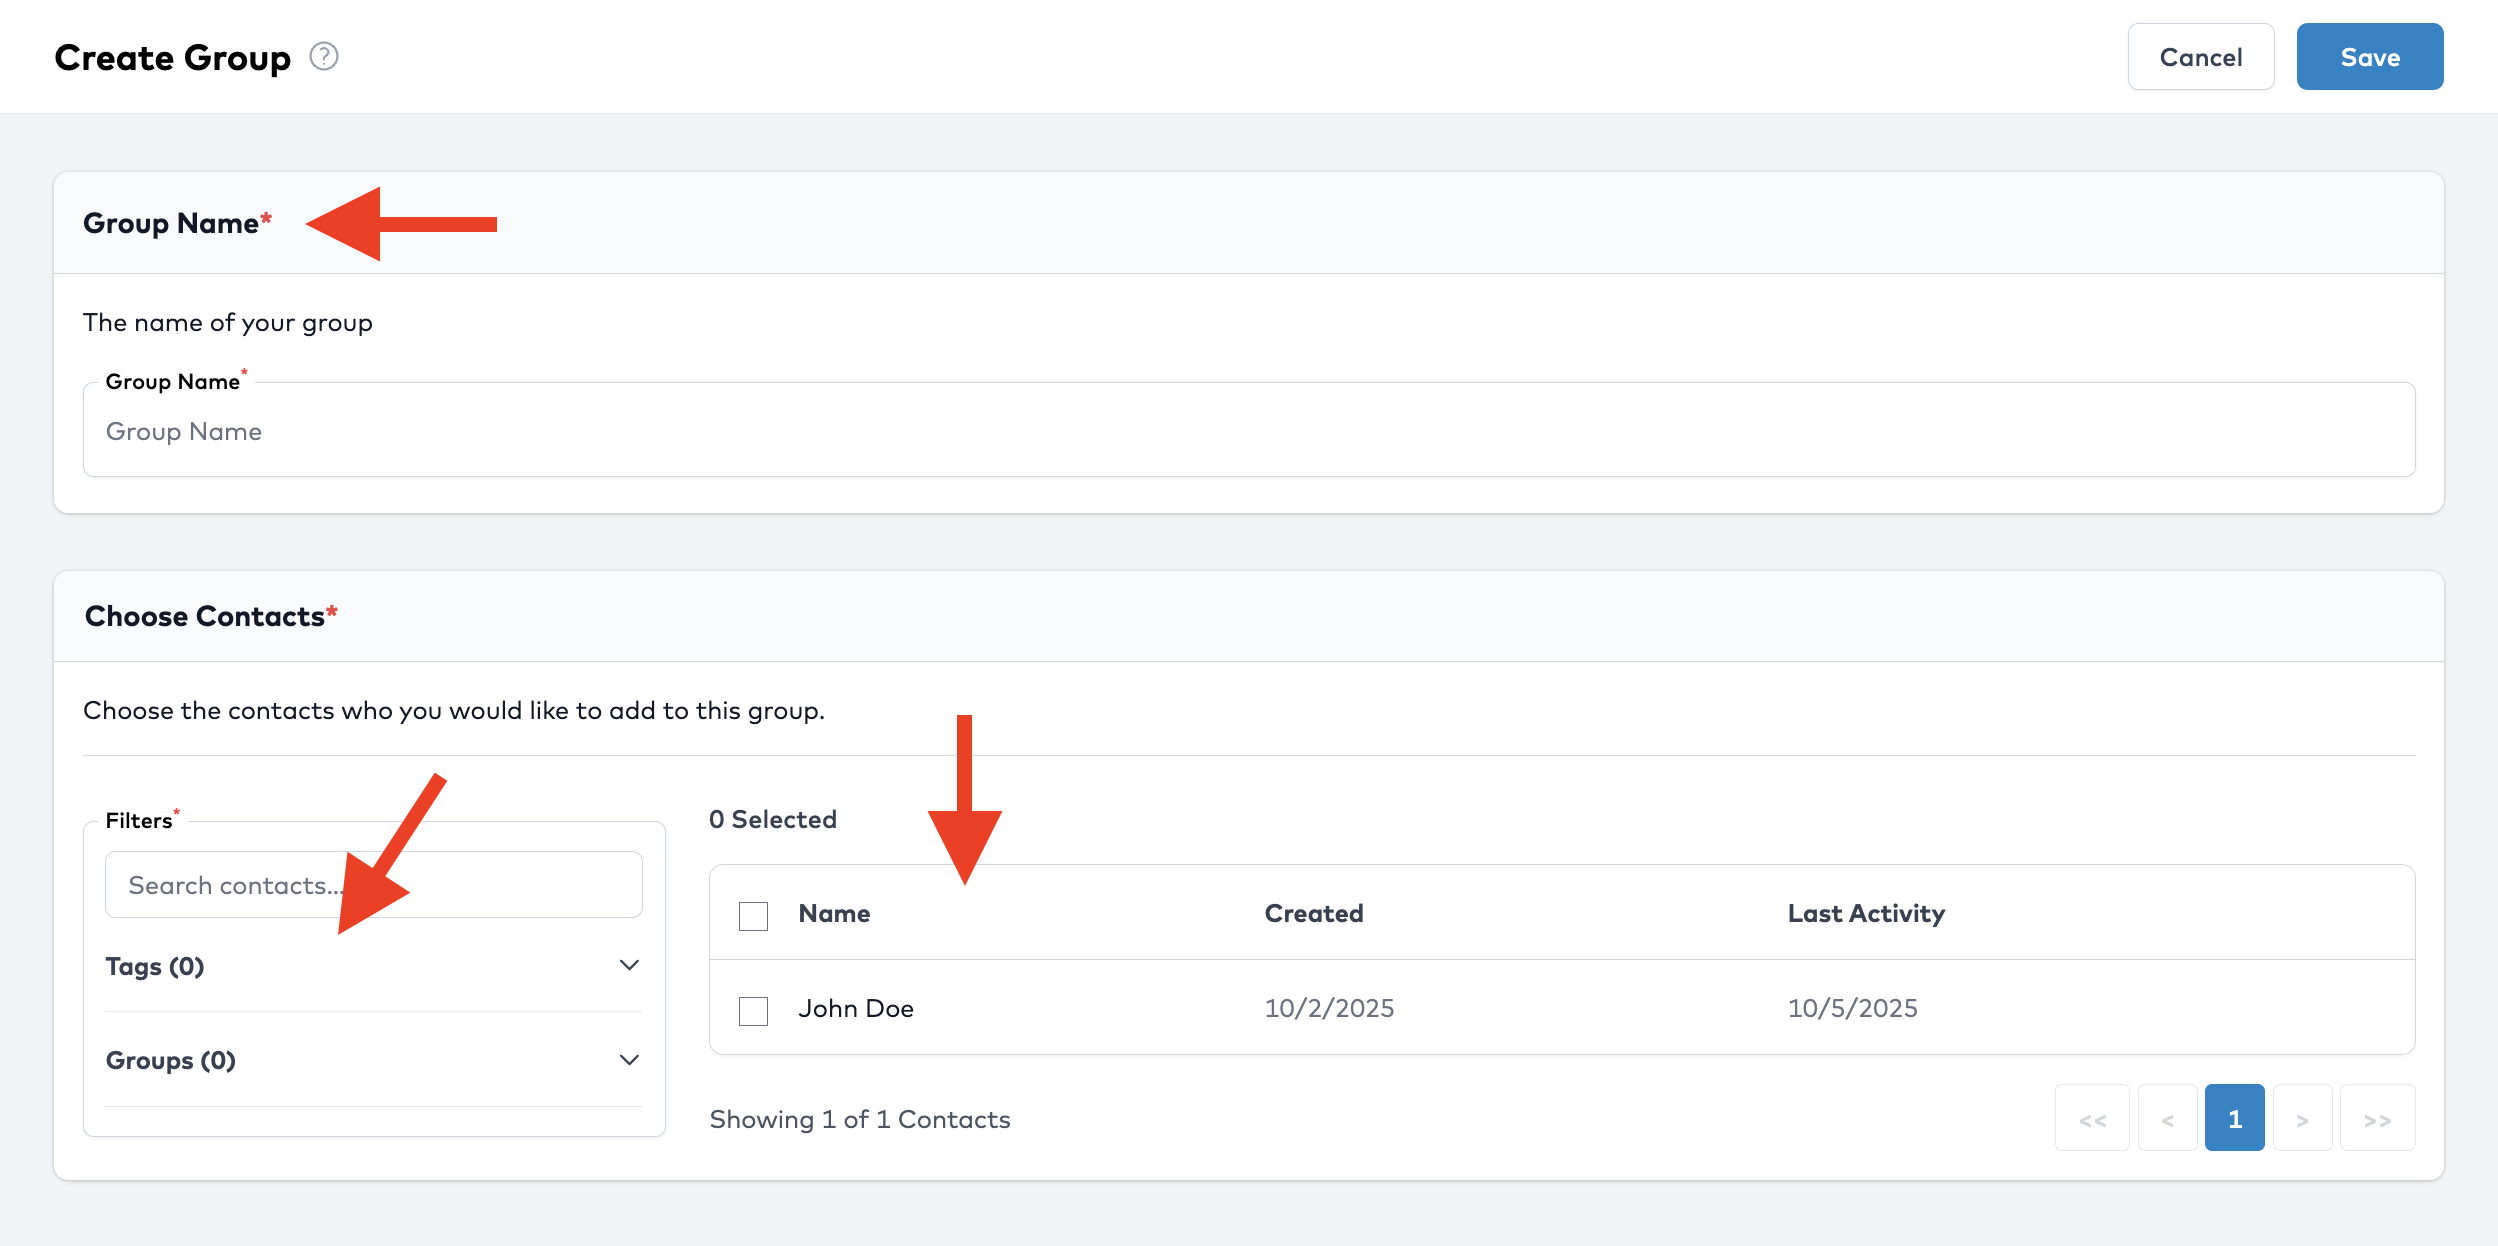 Create Group ?
Cancel
Save
Group Name*
The name of your group
Group Name*
Group Name
Choose Contacts*
Choose the contacts who you would like to add to this group.
Filters*
Search contacts...
Tags (0)
Groups (0)
0 Selected
Name Created Last Activity
John Doe 10/2/2025 10/5/2025
Showing 1 of 1 Contacts
<< < 1 > >>